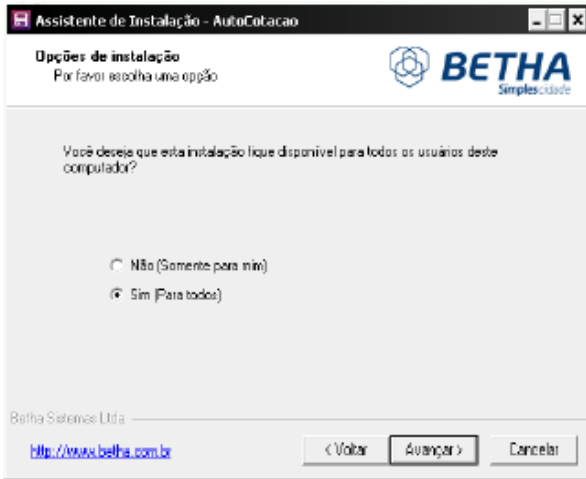 Assistente de Instalação - AutoCotacao
Opções de instalação
Por favor escolha uma opção
BETHA
Simplescidade
Você deseja que esta instalação fique disponível para todos os usuários deste
computador?
Não (Somente para mim)
Sim (Para todos)
Betha Sistemas Ltda
http://www.betha.com.br
< Voltar
Avançar >
Cancelar